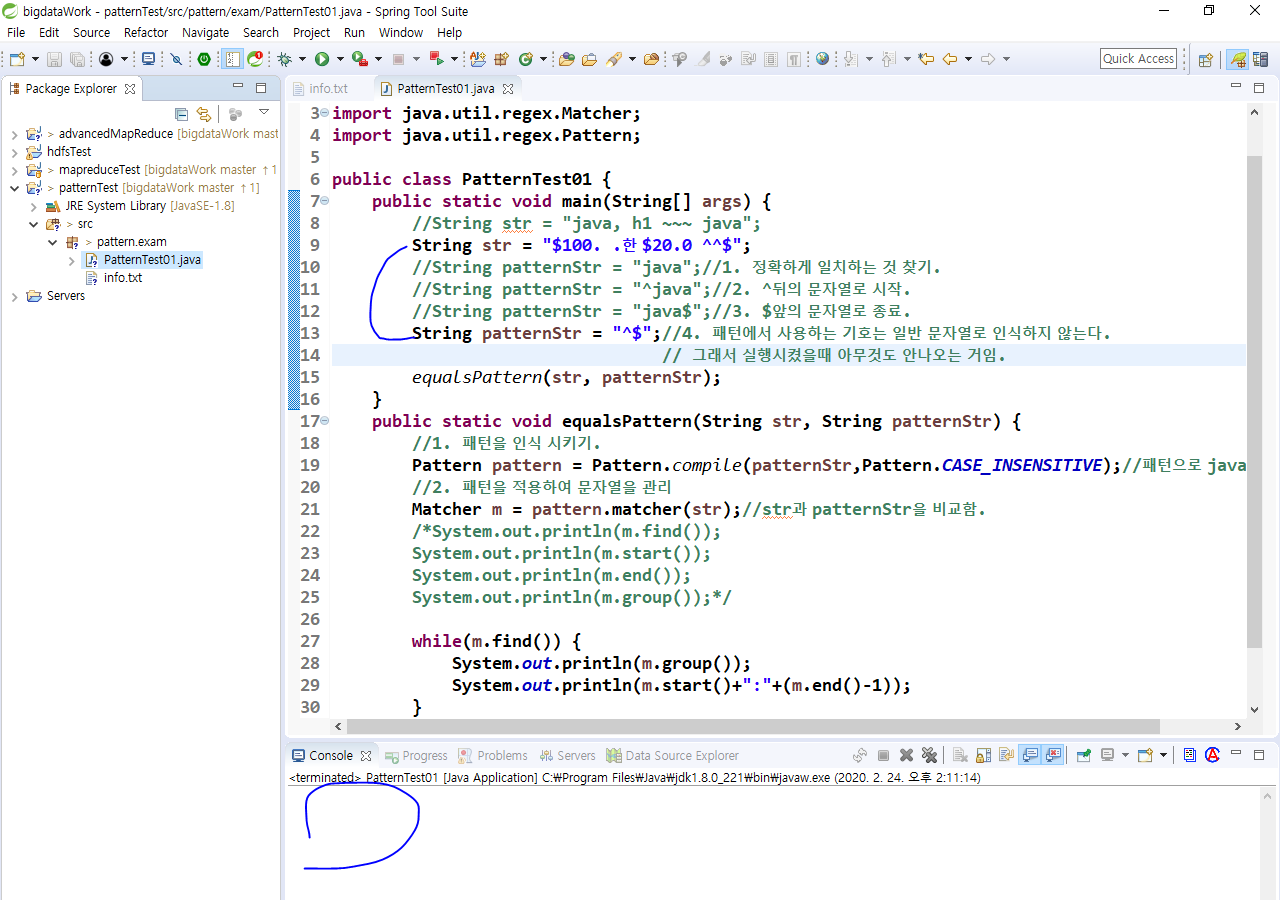 bigdataWork - patternTest/src/pattern/exam/PatternTest01.java - Spring Tool Suite
File Edit Source Refactor Navigate Search Project Run Window Help
Quick Access
Package Explorer
> advancedMapReduce [bigdataWork mast
hdfsTest
> mapreduceTest [bigdataWork master ↑1
> patternTest [bigdataWork master ↑1]
JRE System Library [JavaSE-1.8]
> src
> pattern.exam
PatternTest01.java
info.txt
Servers
info.txt PatternTest01.java
3 import java.util.regex.Matcher;
4 import java.util.regex.Pattern;
5
6 public class PatternTest01 {
7 public static void main(String[] args) {
8 //String str = "java, h1 ~~~ java";
9 String str = "$100. .한 $20.0 ^^$";
10 //String patternStr = "java";//1. 정확하게 일치하는 것 찾기.
11 //String patternStr = "^java";//2. ^뒤의 문자열로 시작.
12 //String patternStr = "java$";//3. $앞의 문자열로 종료.
13 String patternStr = "^$";//4. 패턴에서 사용하는 기호는 일반 문자열로 인식하지 않는다.
14 // 그래서 실행시켰을때 아무것도 안나오는 거임.
15 equalsPattern(str, patternStr);
16 }
17 public static void equalsPattern(String str, String patternStr) {
18 //1. 패턴을 인식 시키기.
19 Pattern pattern = Pattern.compile(patternStr,Pattern.CASE_INSENSITIVE);//패턴으로 java
20 //2. 패턴을 적용하여 문자열을 관리
21 Matcher m = pattern.matcher(str);//str과 patternStr을 비교함.
22 /*System.out.println(m.find());
23 System.out.println(m.start());
24 System.out.println(m.end());
25 System.out.println(m.group());*/
26
27 while(m.find()) {
28 System.out.println(m.group());
29 System.out.println(m.start()+":"+(m.end()-1));
30 }
Console Progress Problems Servers Data Source Explorer
<terminated> PatternTest01 [Java Application] C:₩Program Files₩Java₩jdk1.8.0_221₩bin₩javaw.exe (2020. 2. 24. 오후 2:11:14)